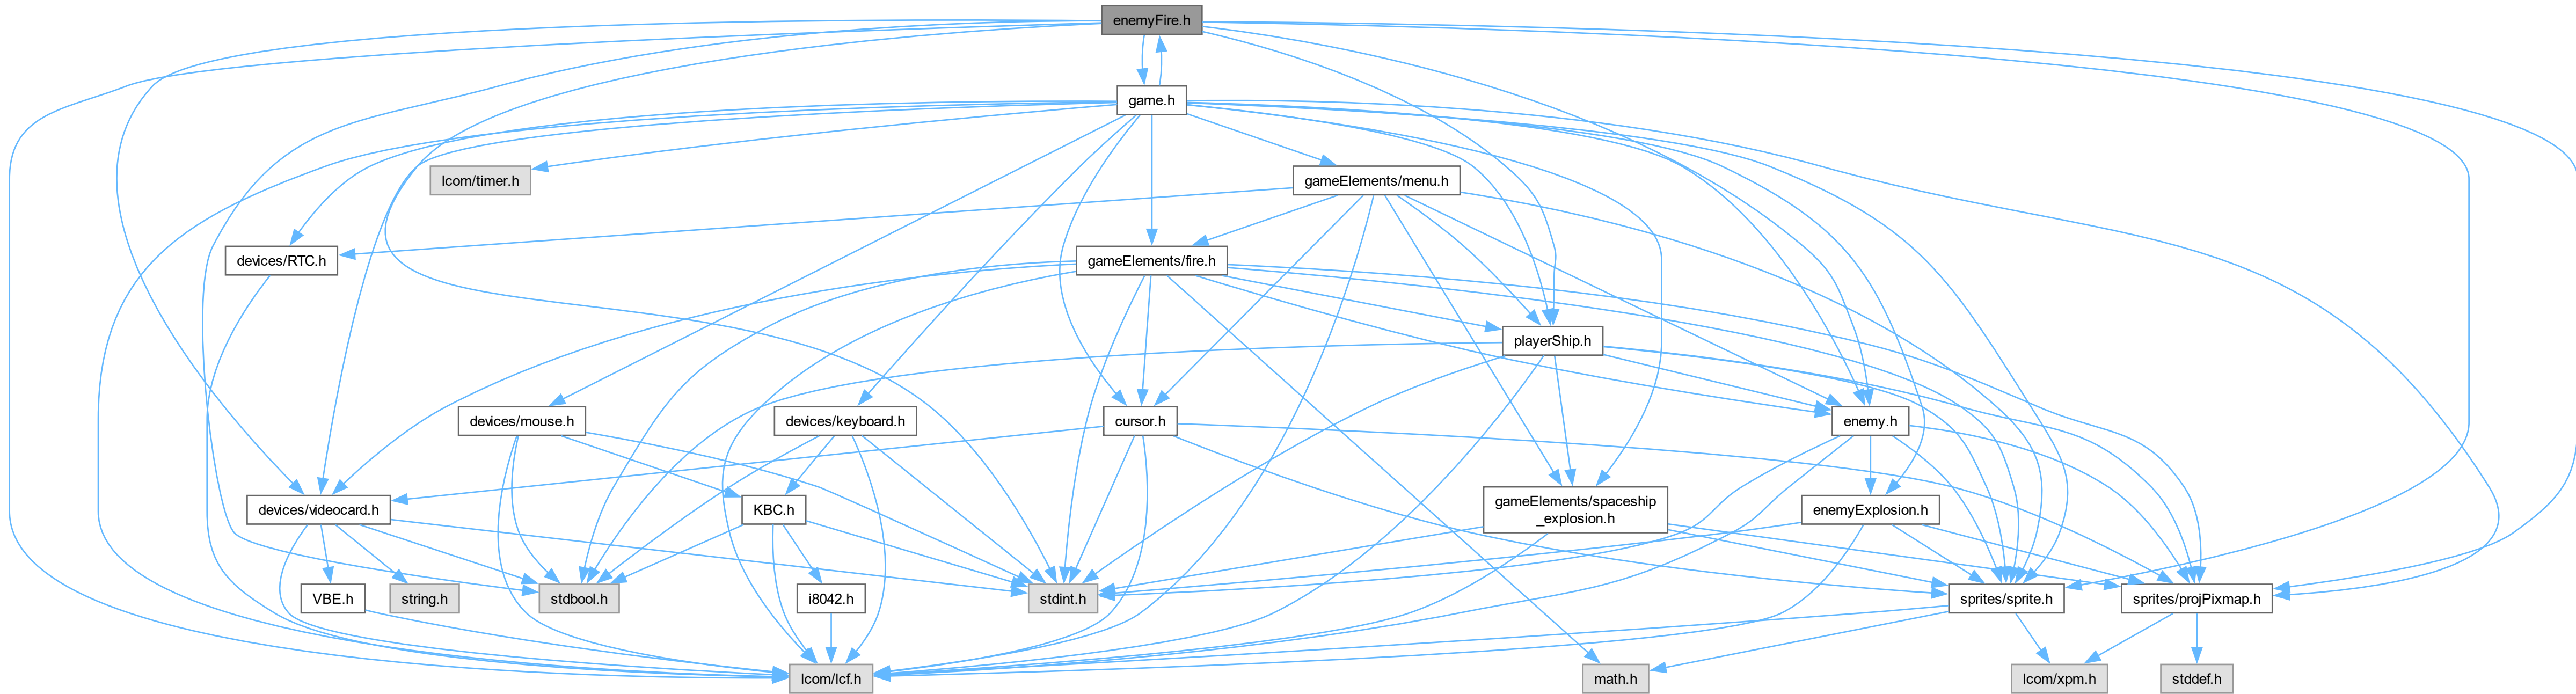 enemyFire.h
game.h
lcom/timer.h
gameElements/menu.h
devices/RTC.h
gameElements/fire.h
playerShip.h
devices/mouse.h
devices/keyboard.h
cursor.h
enemy.h
devices/videocard.h
KBC.h
gameElements/spaceship
_explosion.h
enemyExplosion.h
VBE.h
string.h
stdbool.h
i8042.h
stdint.h
sprites/sprite.h
sprites/projPixmap.h
lcom/lcf.h
math.h
lcom/xpm.h
stddef.h